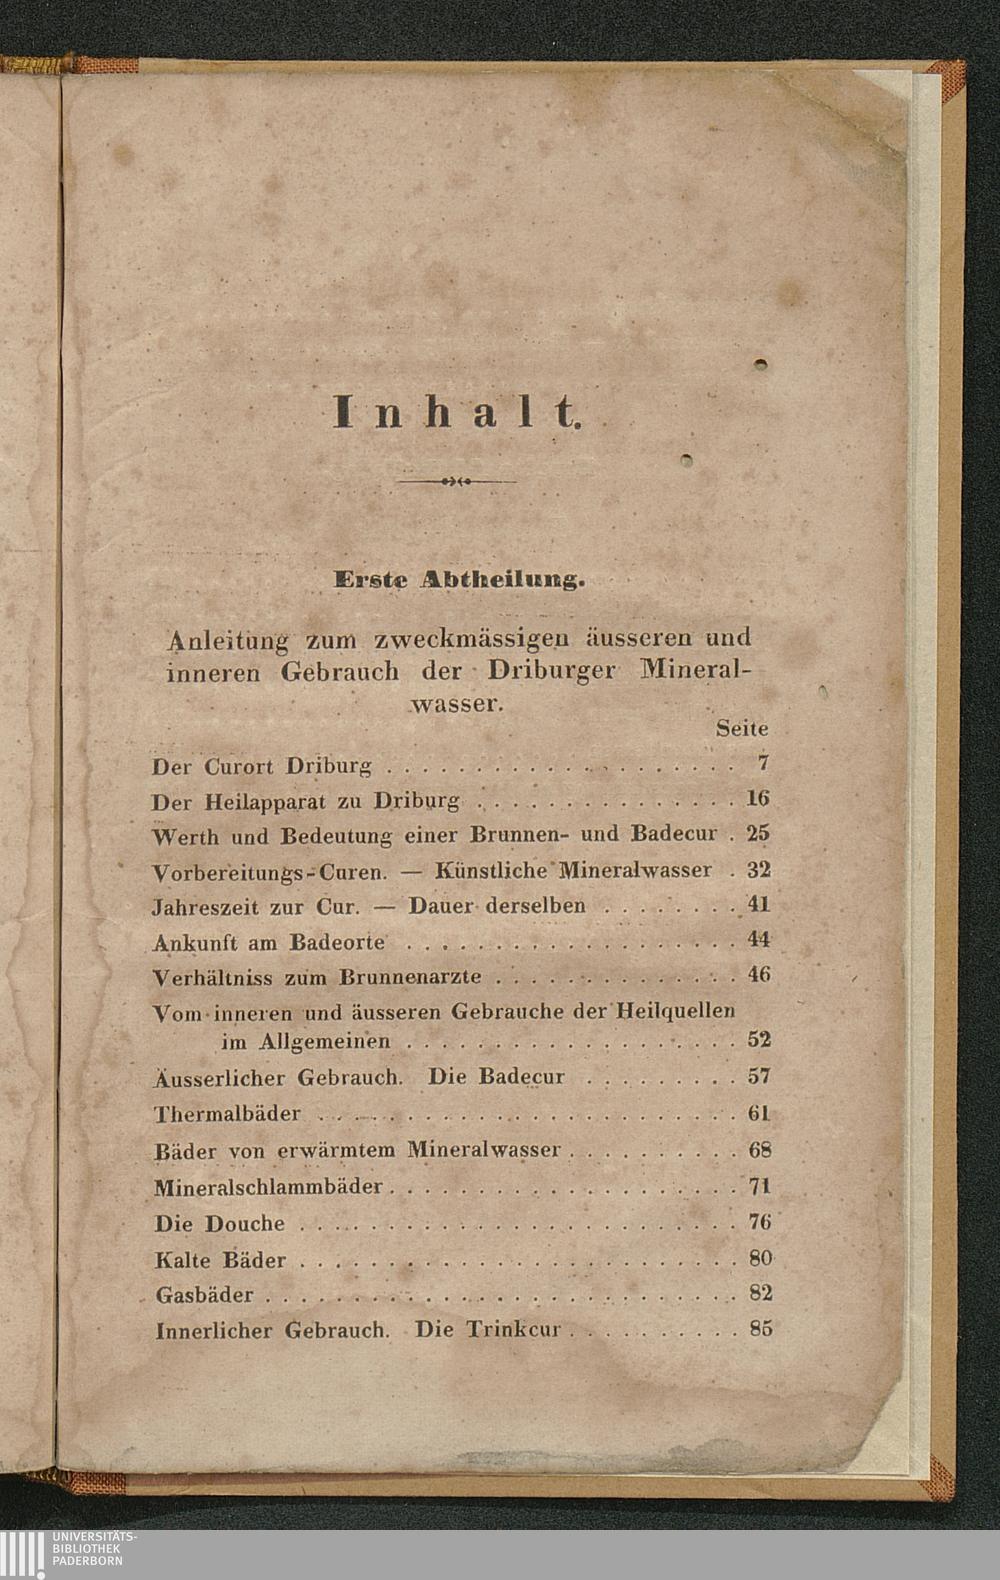 Inhalt.
Erste Abtheilung.
Anleitung zum zweckmässigen äusseren und
inneren Gebrauch der Driburger Mineral-
wasser.
Seite
Der Curort Driburg . . . . . . . . . . . . . . . . . . . . 7
Der Heilapparat zu Driburg . . . . . . . . . . . . . . . 16
Werth und Bedeutung einer Brunnen- und Badecur . 25
Vorbereitungs-Curen. — Künstliche Mineralwasser . 32
Jahreszeit zur Cur. — Dauer derselben . . . . . . . . 41
Ankunft am Badeorte . . . . . . . . . . . . . . . . . . . 44
Verhältniss zum Brunnenarzte . . . . . . . . . . . . . . 46
Vom inneren und äusseren Gebrauche der Heilquellen
im Allgemeinen . . . . . . . . . . . . . . . . . . . 52
Äusserlicher Gebrauch. Die Badecur . . . . . . . . . 57
Thermalbäder . . . . . . . . . . . . . . . . . . . . . . . . 61
Bäder von erwärmtem Mineralwasser . . . . . . . . . . 68
Mineralschlammbäder . . . . . . . . . . . . . . . . . . . . 71
Die Douche . . . . . . . . . . . . . . . . . . . . . . . . . 76
Kalte Bäder . . . . . . . . . . . . . . . . . . . . . . . . . 80
Gasbäder . . . . . . . . . . . . . . . . . . . . . . . . . . . 82
Innerlicher Gebrauch. Die Trinkcur . . . . . . . . . . 85
UNIVERSITÄTS-
BIBLIOTHEK
PADERBORN